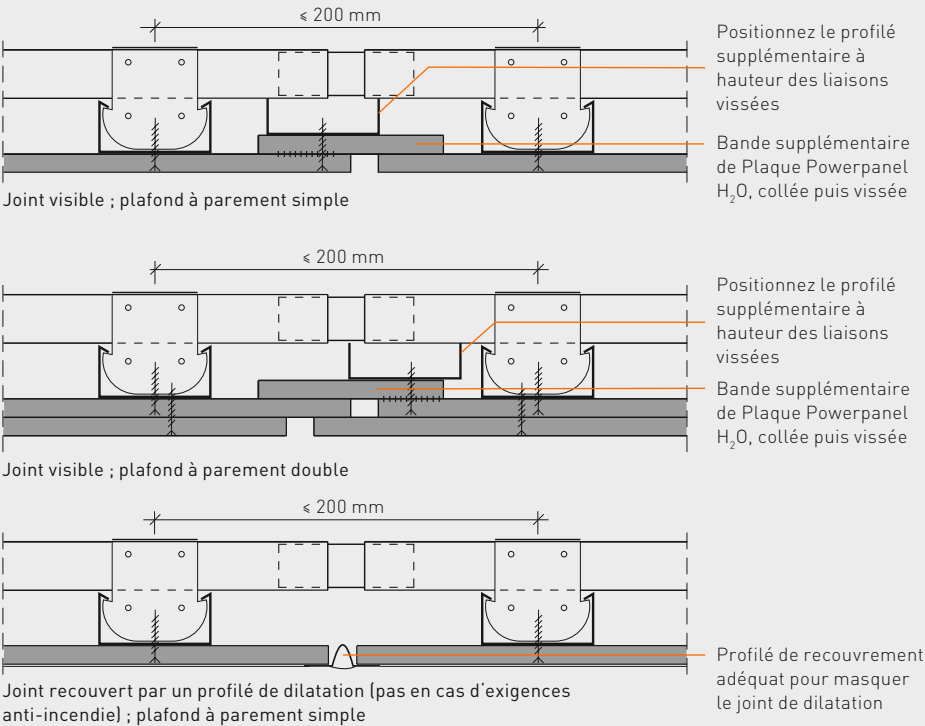 ≤ 200 mm
Positionnez le profilé
supplémentaire à
hauteur des liaisons
vissées
Bande supplémentaire
de Plaque Powerpanel
H₂O, collée puis vissée
Joint visible ; plafond à parement simple
≤ 200 mm
Positionnez le profilé
supplémentaire à
hauteur des liaisons
vissées
Bande supplémentaire
de Plaque Powerpanel
H₂O, collée puis vissée
Joint visible ; plafond à parement double
≤ 200 mm
Profilé de recouvrement
adéquat pour masquer
le joint de dilatation
Joint recouvert par un profilé de dilatation (pas en cas d'exigences
anti-incendie) ; plafond à parement simple